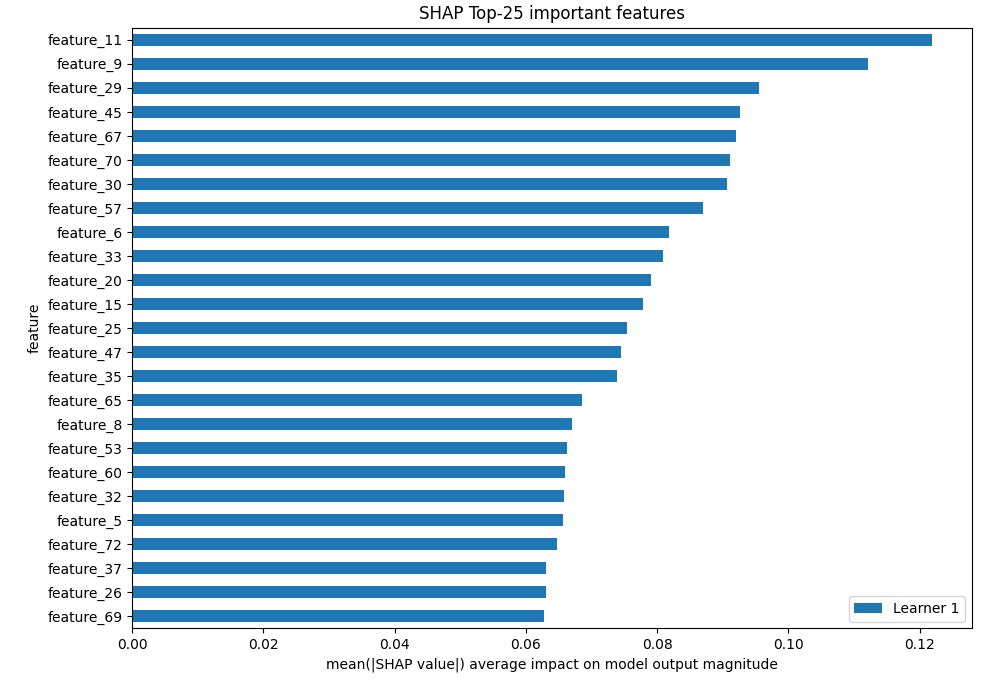 SHAP Top-25 important features
feature_11
feature_9
feature_29
feature_45
feature_67
feature_70
feature_30
feature_57
feature_6
feature_33
feature_20
feature_15
feature_25
feature_47
feature_35
feature_65
feature_8
feature_53
feature_60
feature_32
feature_5
feature_72
feature_37
feature_26
feature_69
feature
Learner 1
0.00 0.02 0.04 0.06 0.08 0.10 0.12
mean(|SHAP value|) average impact on model output magnitude